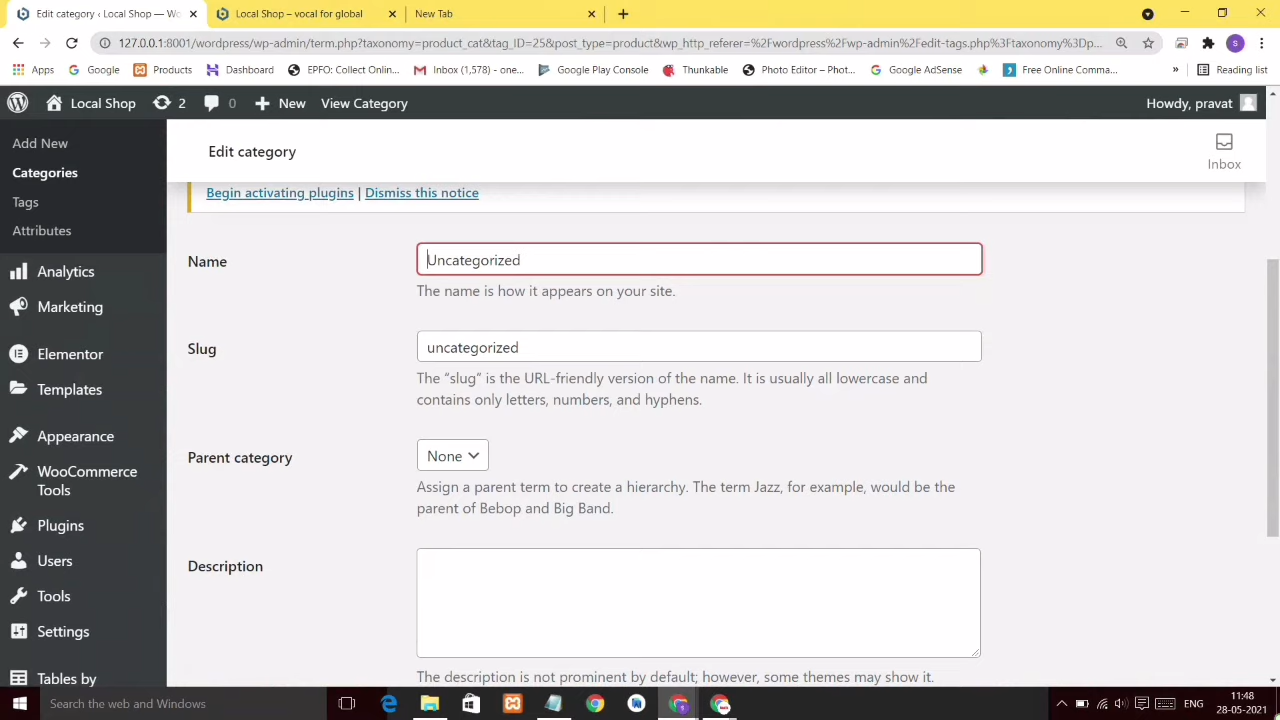 Edit category ‹ Local Shop — Wo
Local Shop – vocal for global
New Tab
127.0.0.1:8001/wordpress/wp-admin/term.php?taxonomy=product_cat&tag_ID=25&post_type=product&wp_http_referer=%2Fwordpress%2Fwp-admin%2Fedit-tags.php%3Ftaxonomy%3Dp...
S
Apps
Google
Products
Dashboard
EPFO: Collect Onlin...
Inbox (1,578) - one...
Google Play Console
Thunkable
Photo Editor – Phot...
Google AdSense
Free Online Comma...
»
Reading list
Local Shop
2
0
New
View Category
Howdy, pravat
Add New
Categories
Tags
Attributes
Analytics
Marketing
Elementor
Templates
Appearance
WooCommerce
Tools
Plugins
Users
Tools
Settings
Tables by
Edit category
Inbox
Begin activating plugins | Dismiss this notice
Name
Uncategorized
The name is how it appears on your site.
Slug
uncategorized
The “slug” is the URL-friendly version of the name. It is usually all lowercase and
contains only letters, numbers, and hyphens.
Parent category
None
Assign a parent term to create a hierarchy. The term Jazz, for example, would be the
parent of Bebop and Big Band.
Description
The description is not prominent by default; however, some themes may show it.
Search the web and Windows
ENG
11:48
28-05-2021